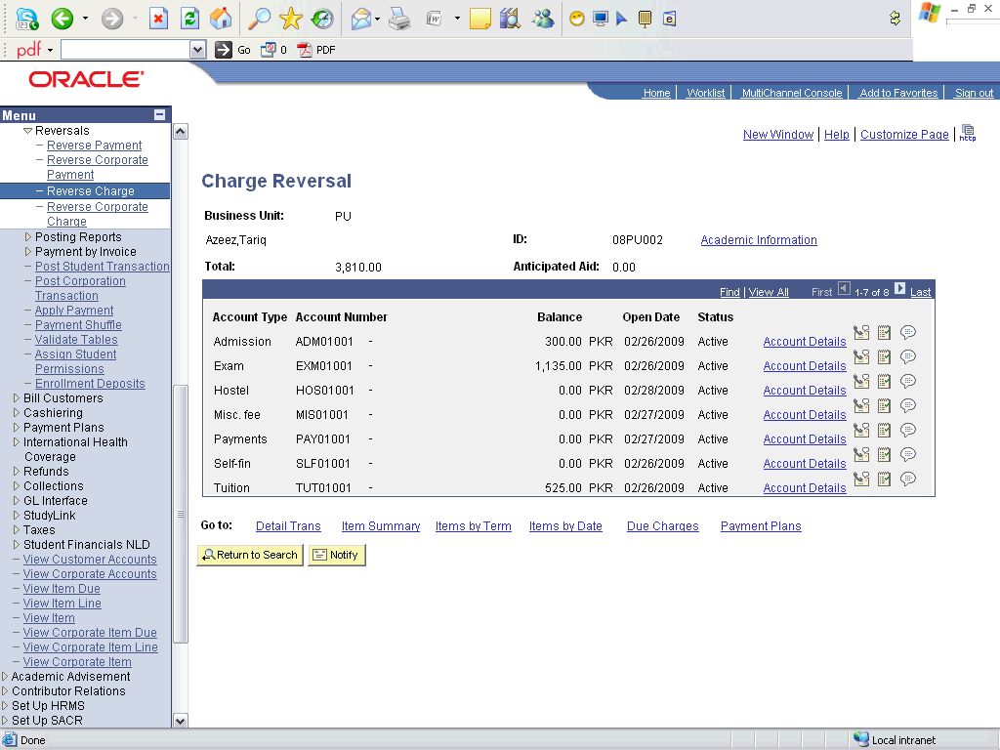 pdf
Go
0
PDF
ORACLE®
Home | Worklist | MultiChannel Console | Add to Favorites | Sign out
Menu
Reversals
Reverse Payment
Reverse Corporate
Payment
Reverse Charge
Reverse Corporate
Charge
Posting Reports
Payment by Invoice
Post Student Transaction
Post Corporation
Transaction
Apply Payment
Payment Shuffle
Validate Tables
Assign Student
Permissions
Enrollment Deposits
Bill Customers
Cashiering
Payment Plans
International Health
Coverage
Refunds
Collections
GL Interface
StudyLink
Taxes
Student Financials NLD
View Customer Accounts
View Corporate Accounts
View Item Due
View Item Line
View Item
View Corporate Item Due
View Corporate Item Line
View Corporate Item
Academic Advisement
Contributor Relations
Set Up HRMS
Set Up SACR
New Window | Help | Customize Page | http
Charge Reversal
Business Unit: PU
Azeez,Tariq ID: 08PU002 Academic Information
Total: 3,810.00 Anticipated Aid: 0.00
Find | View All First 1-7 of 8 Last
Account Type Account Number Balance Open Date Status
Admission ADM01001 - 300.00 PKR 02/26/2009 Active Account Details
Exam EXM01001 - 1,135.00 PKR 02/26/2009 Active Account Details
Hostel HOS01001 - 0.00 PKR 02/28/2009 Active Account Details
Misc. fee MIS01001 - 0.00 PKR 02/27/2009 Active Account Details
Payments PAY01001 - 0.00 PKR 02/27/2009 Active Account Details
Self-fin SLF01001 - 0.00 PKR 02/26/2009 Active Account Details
Tuition TUT01001 - 525.00 PKR 02/26/2009 Active Account Details
Go to: Detail Trans Item Summary Items by Term Items by Date Due Charges Payment Plans
Return to Search Notify
Done Local intranet